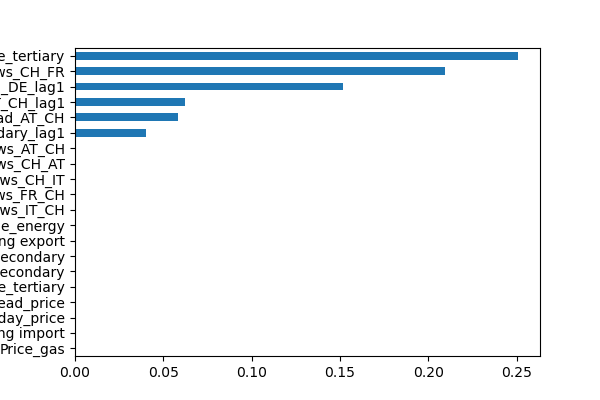 e_tertiary
ws_CH_FR
_DE_lag1
_CH_lag1
ad_AT_CH
dary_lag1
ws_AT_CH
ws_CH_AT
ws_CH_IT
ws_FR_CH
ws_IT_CH
e_energy
ng export
econdary
econdary
e_tertiary
ead_price
day_price
ng import
Price_gas
0.00 0.05 0.10 0.15 0.20 0.25